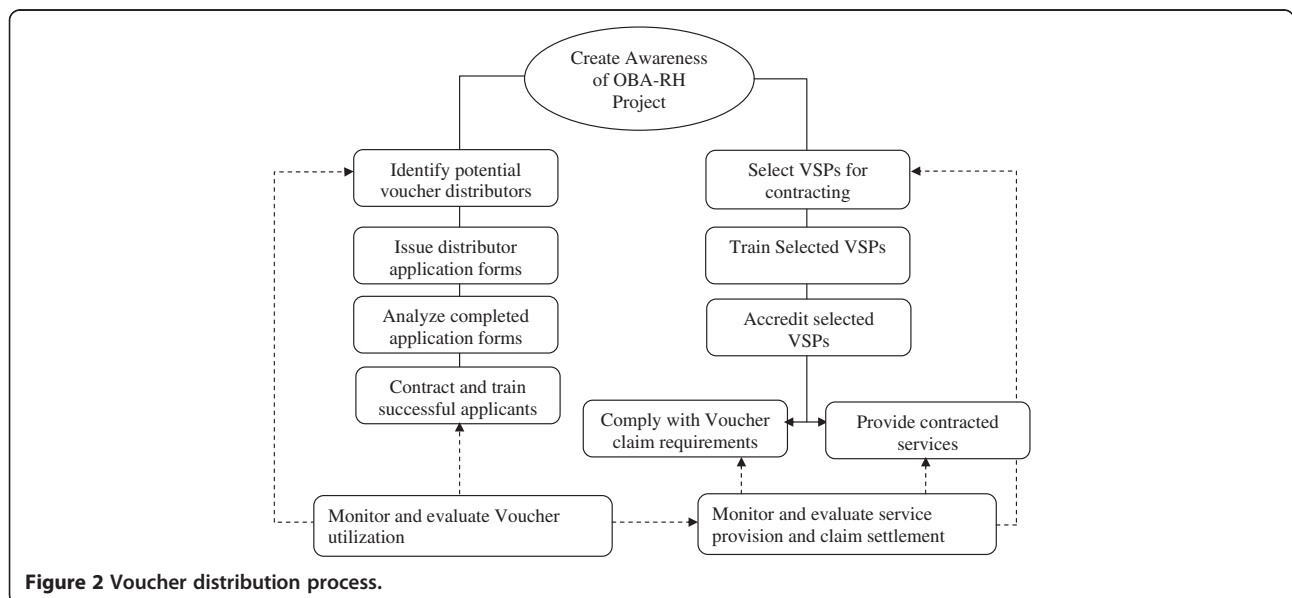 Create Awareness
of OBA-RH
Project
Identify potential
voucher distributors
Issue distributor
application forms
Analyze completed
application forms
Contract and train
successful applicants
Select VSPs for
contracting
Train Selected VSPs
Accredit selected
VSPs
Comply with Voucher
claim requirements
Provide contracted
services
Monitor and evaluate Voucher
utilization
Monitor and evaluate service
provision and claim settlement
Figure 2 Voucher distribution process.